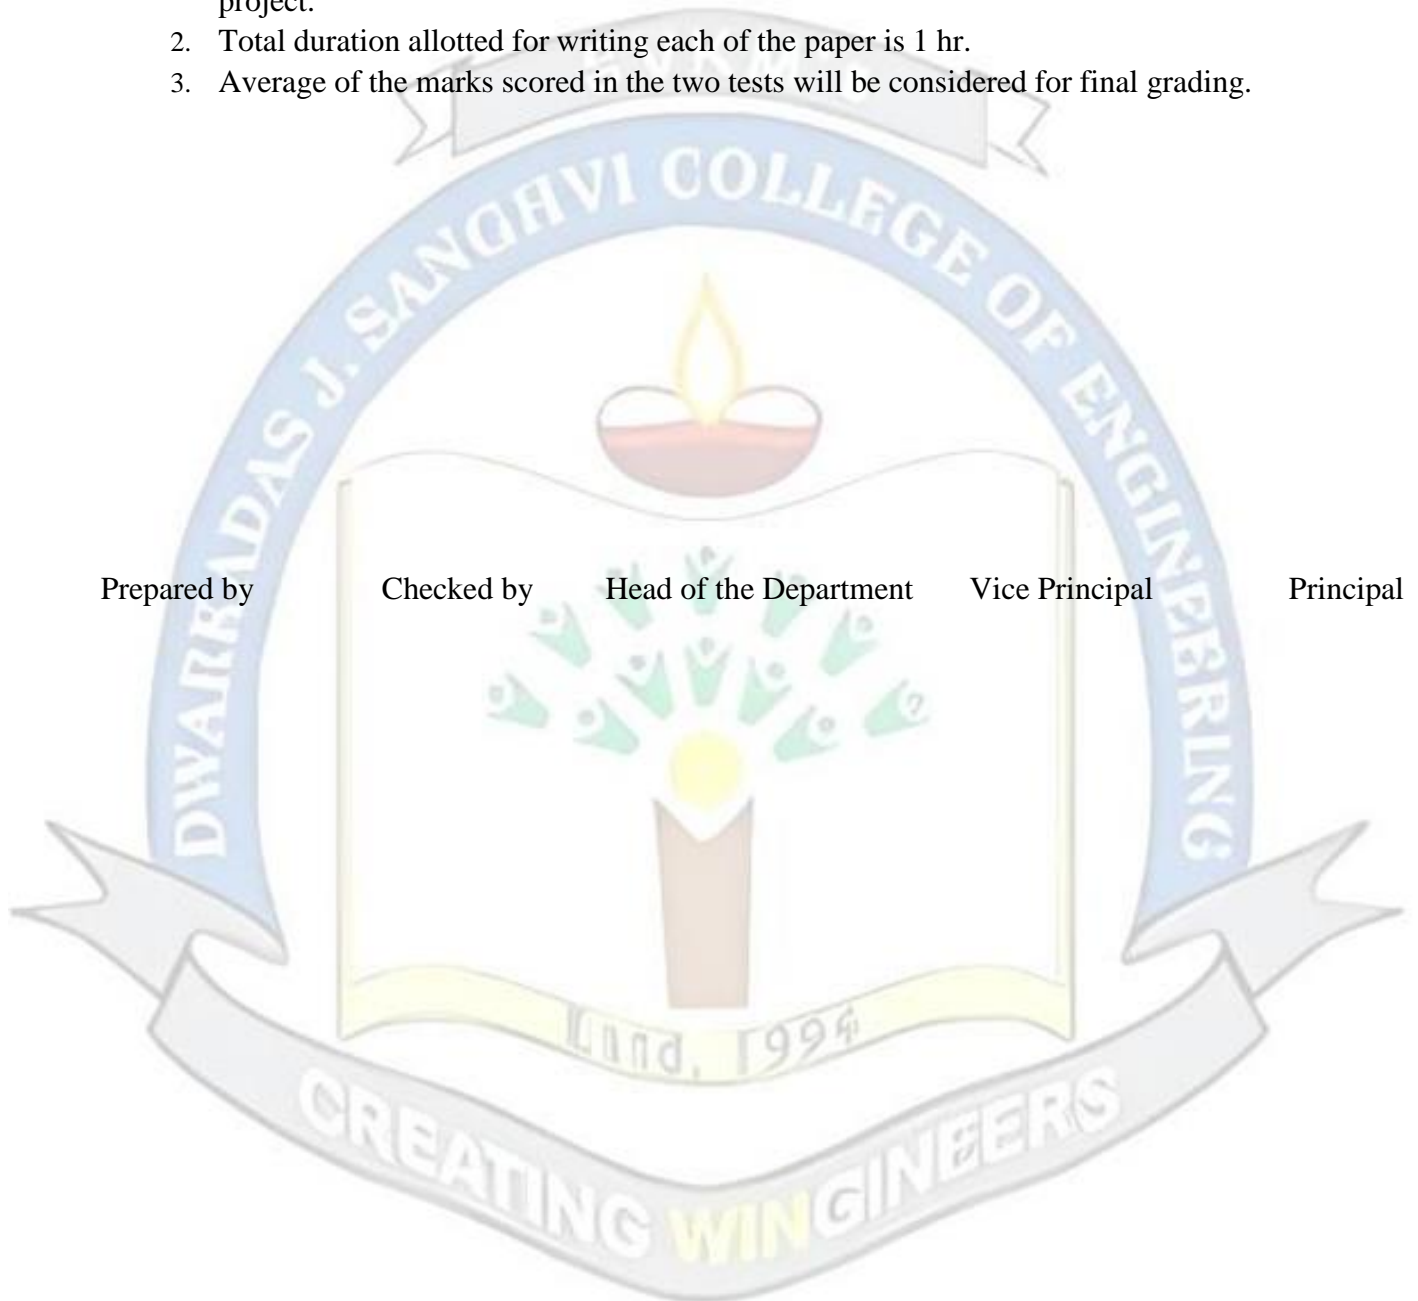 project.
2. Total duration allotted for writing each of the paper is 1 hr.
3. Average of the marks scored in the two tests will be considered for final grading.
DWARKADAS J. SANGHVI COLLEGE OF ENGINEERING
Prepared by Checked by Head of the Department Vice Principal Principal
1994
CREATING WINGINEERS